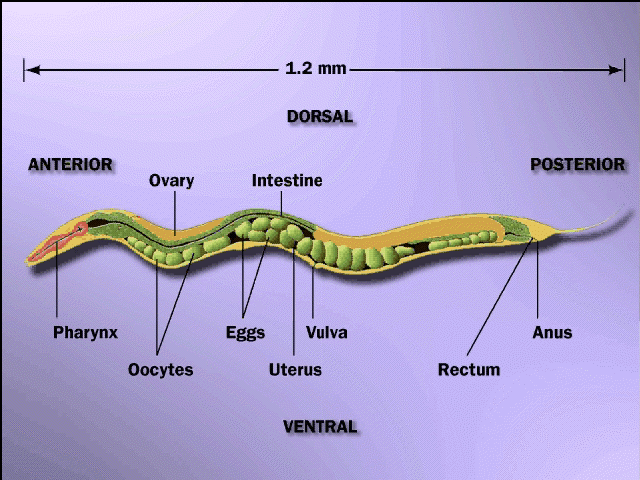 1.2 mm
DORSAL
ANTERIOR
POSTERIOR
Ovary
Intestine
Pharynx
Eggs
Vulva
Anus
Oocytes
Uterus
Rectum
VENTRAL